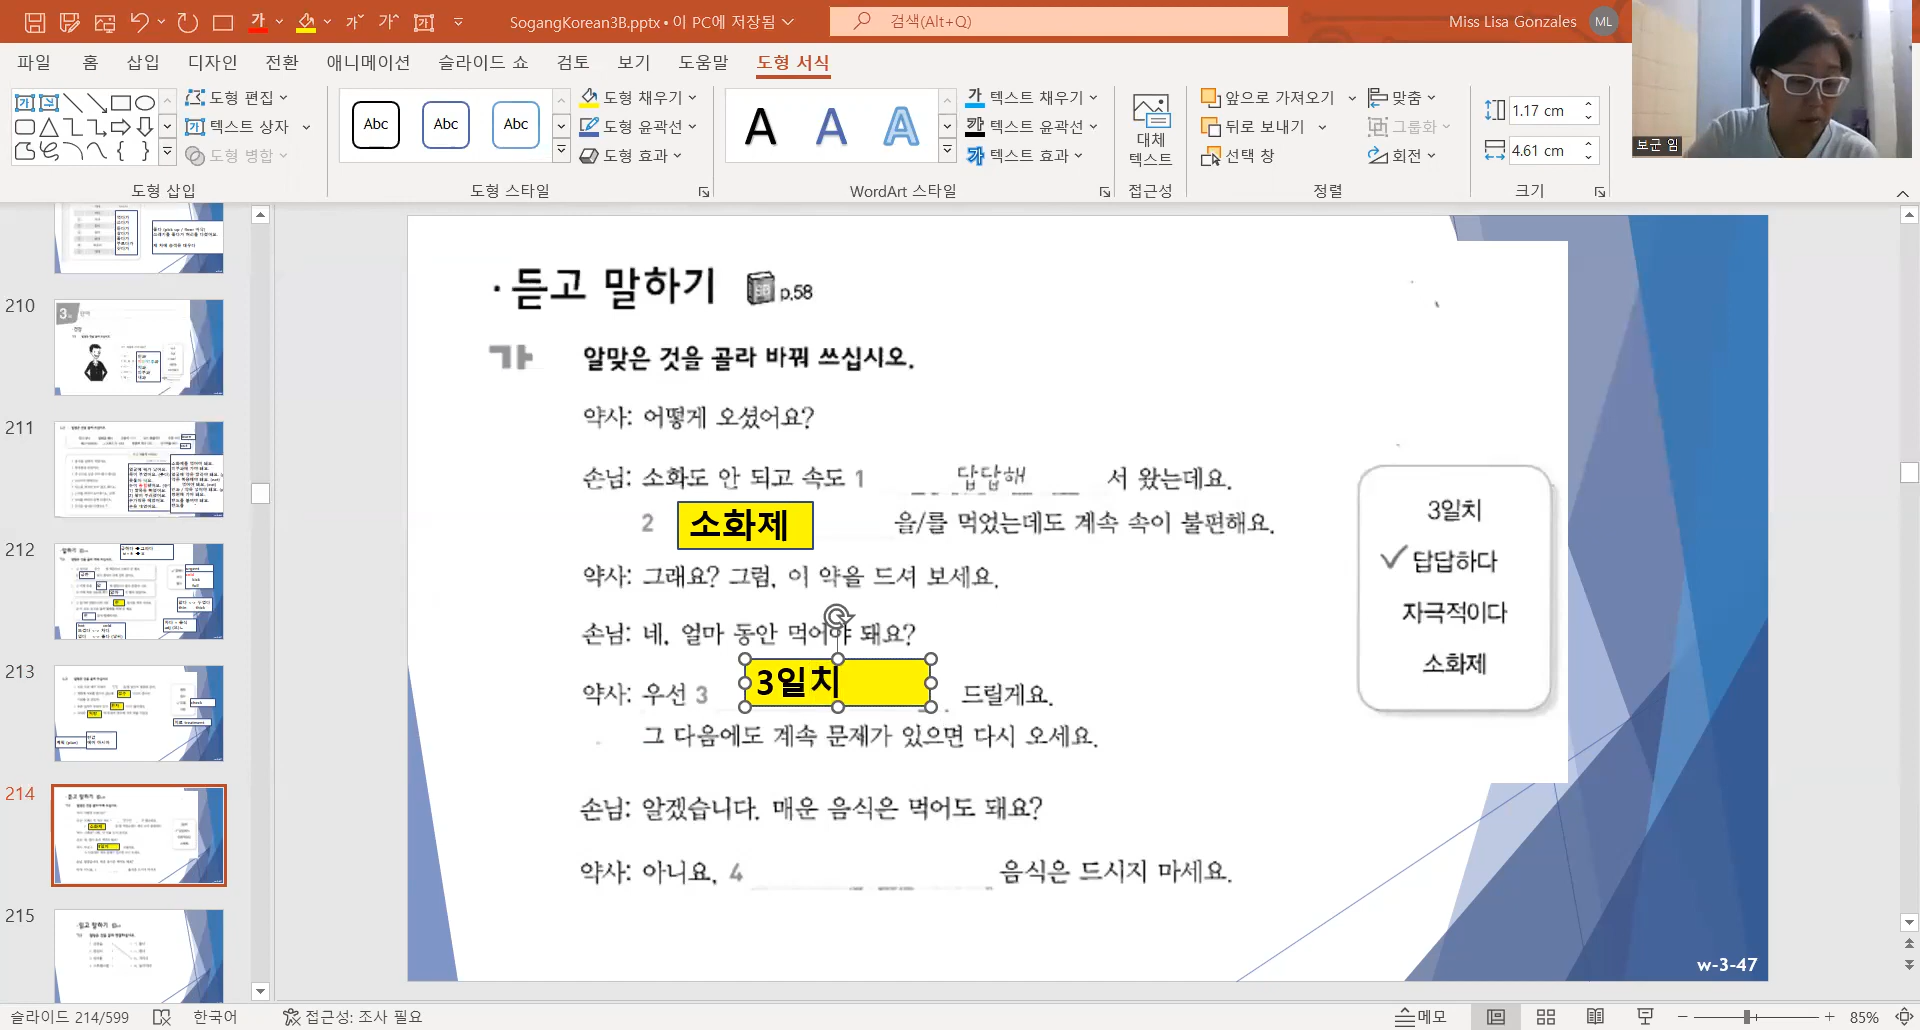 SogangKorean3B.pptx • 이 PC에 저장됨
검색(Alt+Q)
Miss Lisa Gonzales
ML
파일 홈 삽입 디자인 전환 애니메이션 슬라이드 쇼 검토 보기 도움말 도형 서식
도형 편집
텍스트 상자
도형 병합
도형 삽입
Abc Abc Abc
도형 채우기
도형 윤곽선
도형 효과
도형 스타일
A A A
텍스트 채우기
텍스트 윤곽선
텍스트 효과
WordArt 스타일
대체
텍스트
접근성
앞으로 가져오기
뒤로 보내기
선택 창
맞춤
그룹화
회전
정렬
1.17 cm
4.61 cm
크기
보군 임
210
211
212
213
214
215
· 듣고 말하기 p.58
가 알맞은 것을 골라 바꿔 쓰십시오.
약사: 어떻게 오셨어요?
손님: 소화도 안 되고 속도 1 답답해 서 왔는데요.
2 소화제 을/를 먹었는데도 계속 속이 불편해요.
약사: 그래요? 그럼, 이 약을 드셔 보세요.
손님: 네, 얼마 동안 먹어야 돼요?
약사: 우선 3 3일치 드릴게요.
그 다음에도 계속 문제가 있으면 다시 오세요.
손님: 알겠습니다. 매운 음식은 먹어도 돼요?
약사: 아니요, 4 음식은 드시지 마세요.
3일치
✓ 답답하다
자극적이다
소화제
w-3-47
슬라이드 214/599 한국어 접근성: 조사 필요
메모
85%